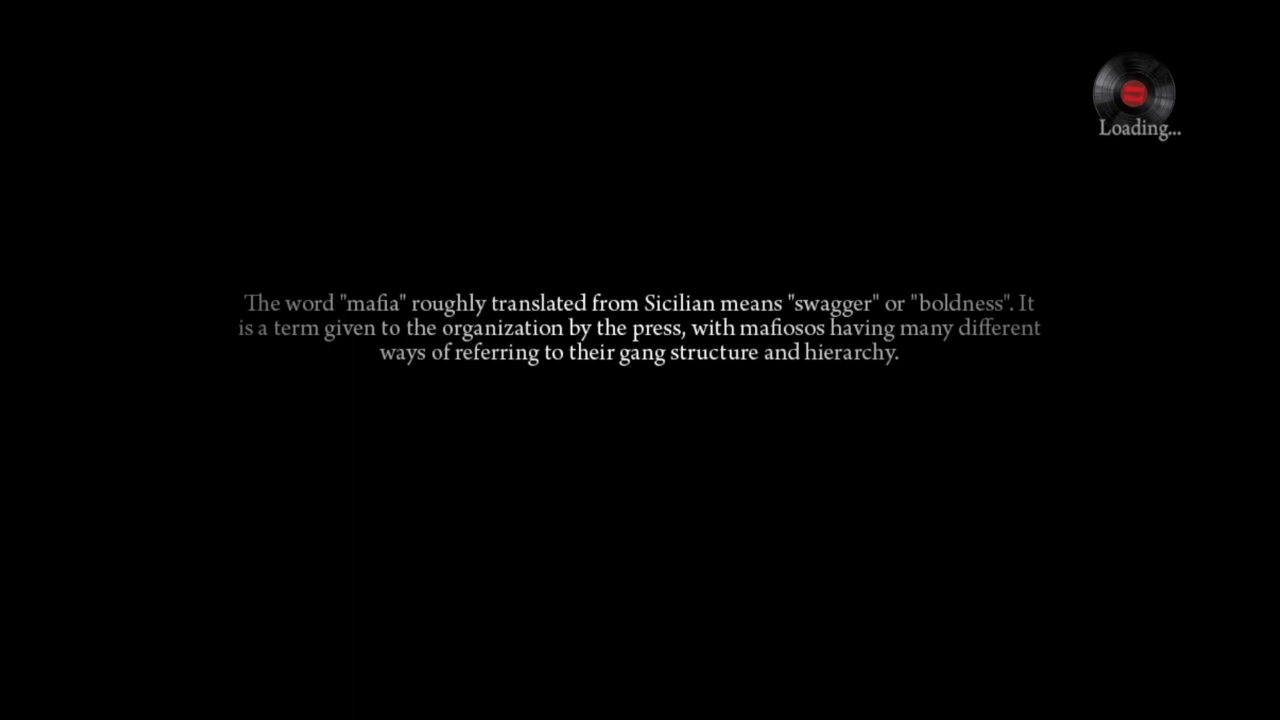 Loading...
The word "mafia" roughly translated from Sicilian means "swagger" or "boldness". It
is a term given to the organization by the press, with mafiosos having many different
ways of referring to their gang structure and hierarchy.